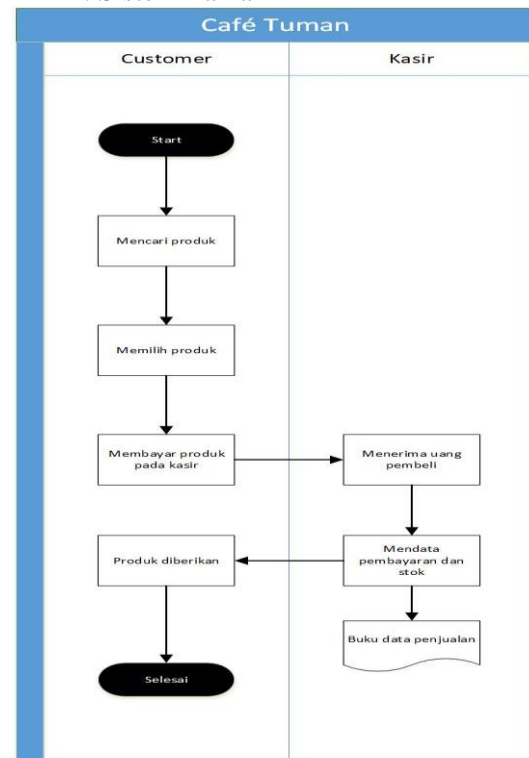 Café Tuman
Customer
Kasir
Start
Mencari produk
Memilih produk
Membayar produk
pada kasir
Menerima uang
pembeli
Mendata
pembayaran dan
stok
Produk diberikan
Buku data penjualan
Selesai